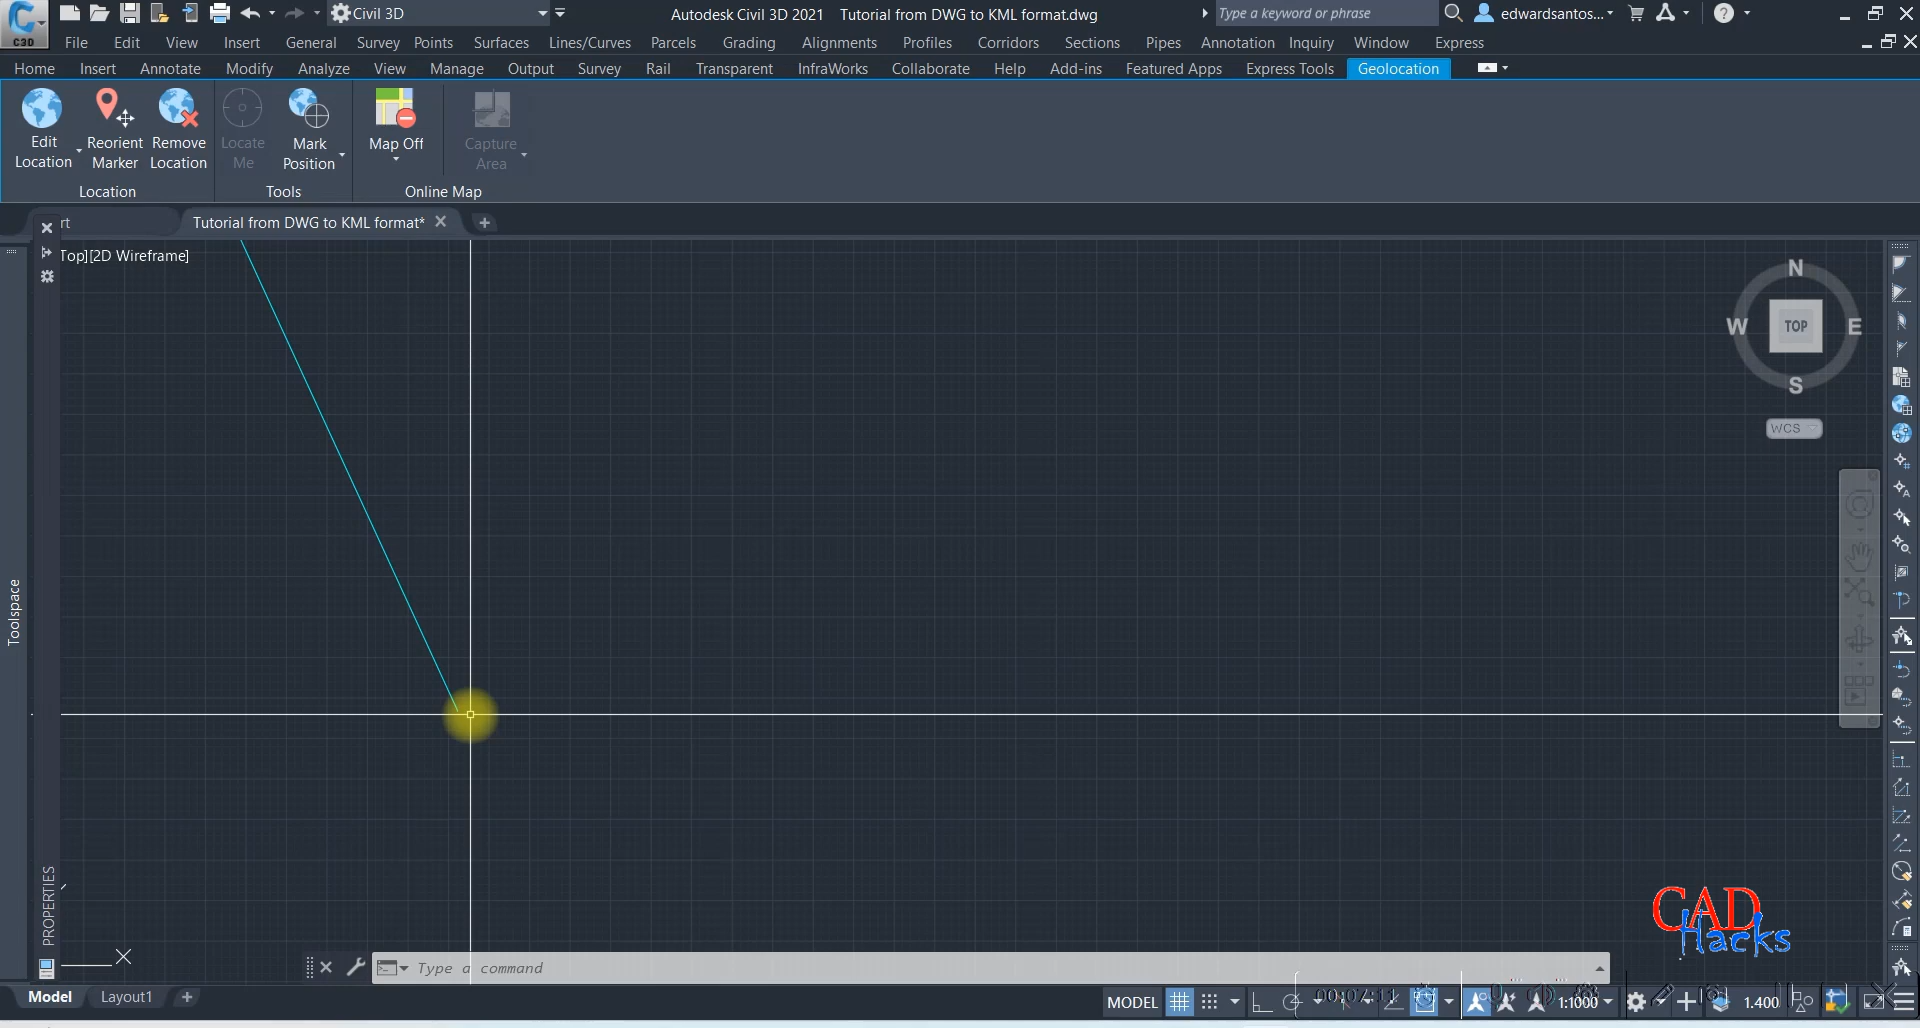 Civil 3D
Autodesk Civil 3D 2021 Tutorial from DWG to KML format.dwg
Type a keyword or phrase
edwardsantos...
C3D
File Edit View Insert General Survey Points Surfaces Lines/Curves Parcels Grading Alignments Profiles Corridors Sections Pipes Annotation Inquiry Window Express
Home Insert Annotate Modify Analyze View Manage Output Survey Rail Transparent InfraWorks Collaborate Help Add-ins Featured Apps Express Tools Geolocation
Edit Location
Reorient Marker
Remove Location
Locate Me
Mark Position
Map Off
Capture Area
Location Tools Online Map
rt Tutorial from DWG to KML format*
Top][2D Wireframe]
N
W TOP E
S
WCS
Toolspace
PROPERTIES
CAD
Hacks
Type a command
Model Layout1
MODEL 00:02:11 1:1000 1.400